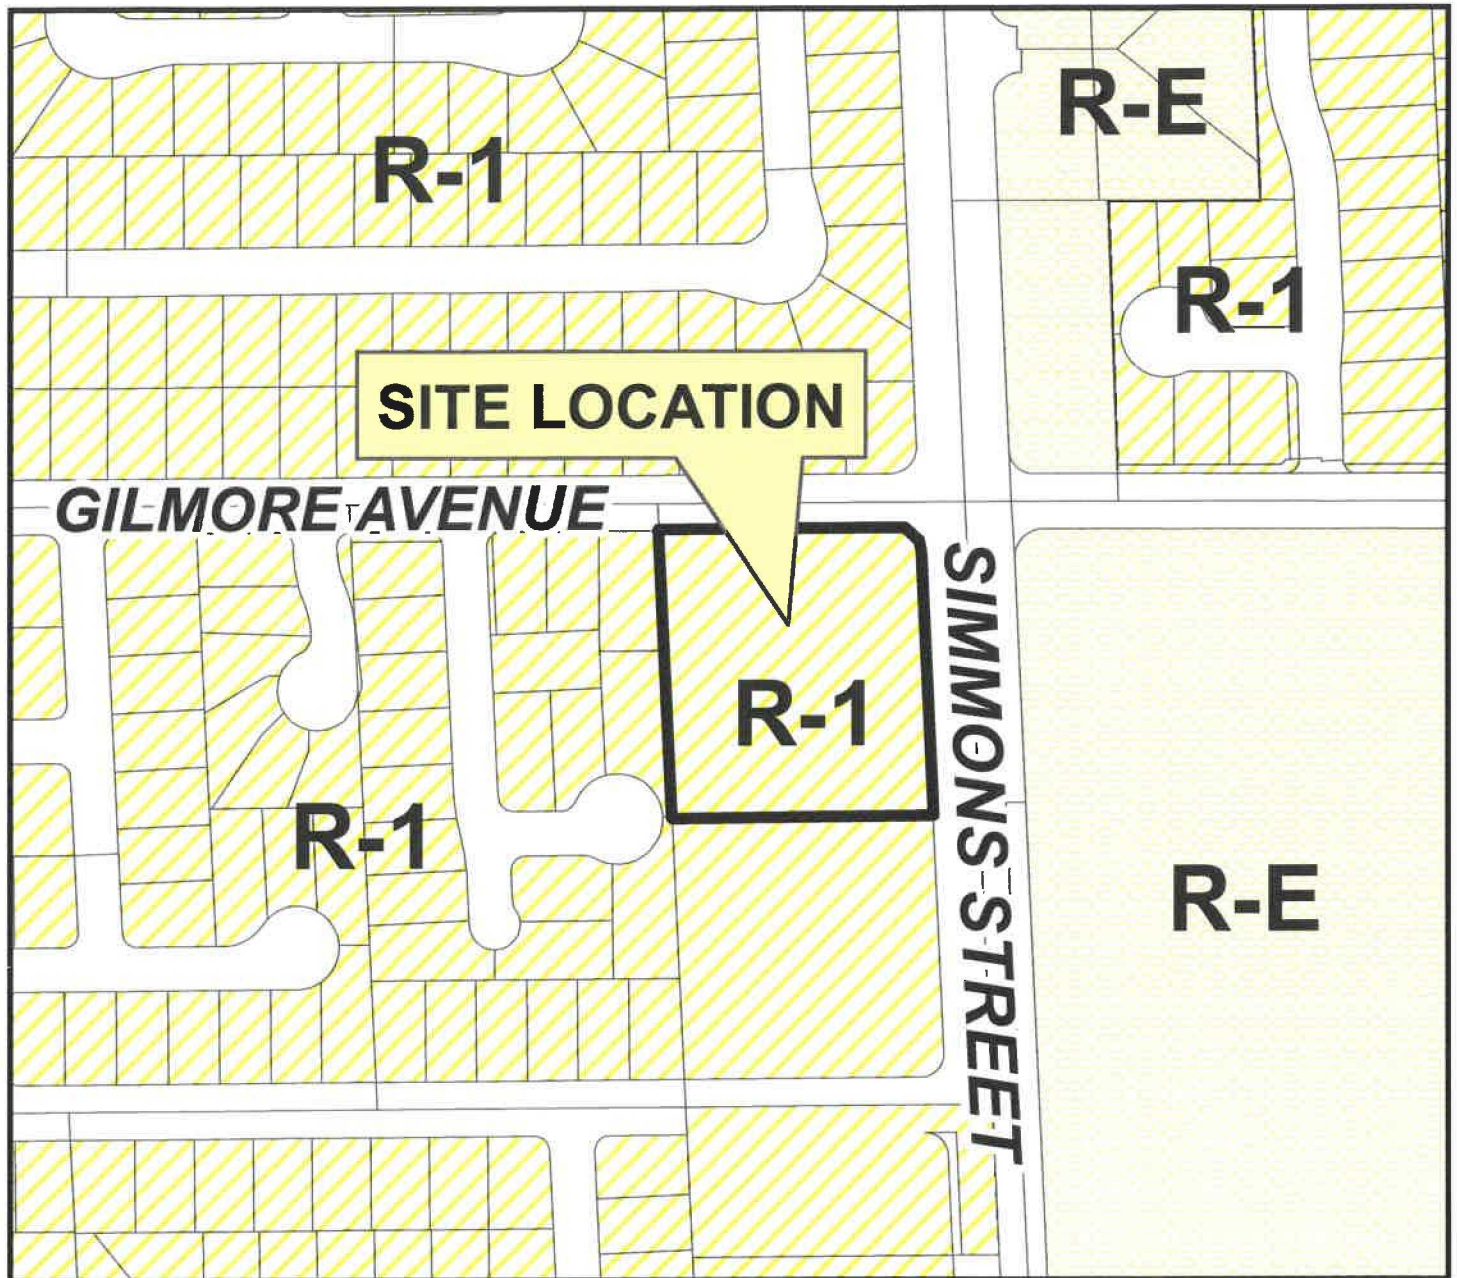 R-E
R-1
R-1
SITE LOCATION
GILMORE AVENUE
SIMMONS STREET
R-1
R-1
R-E